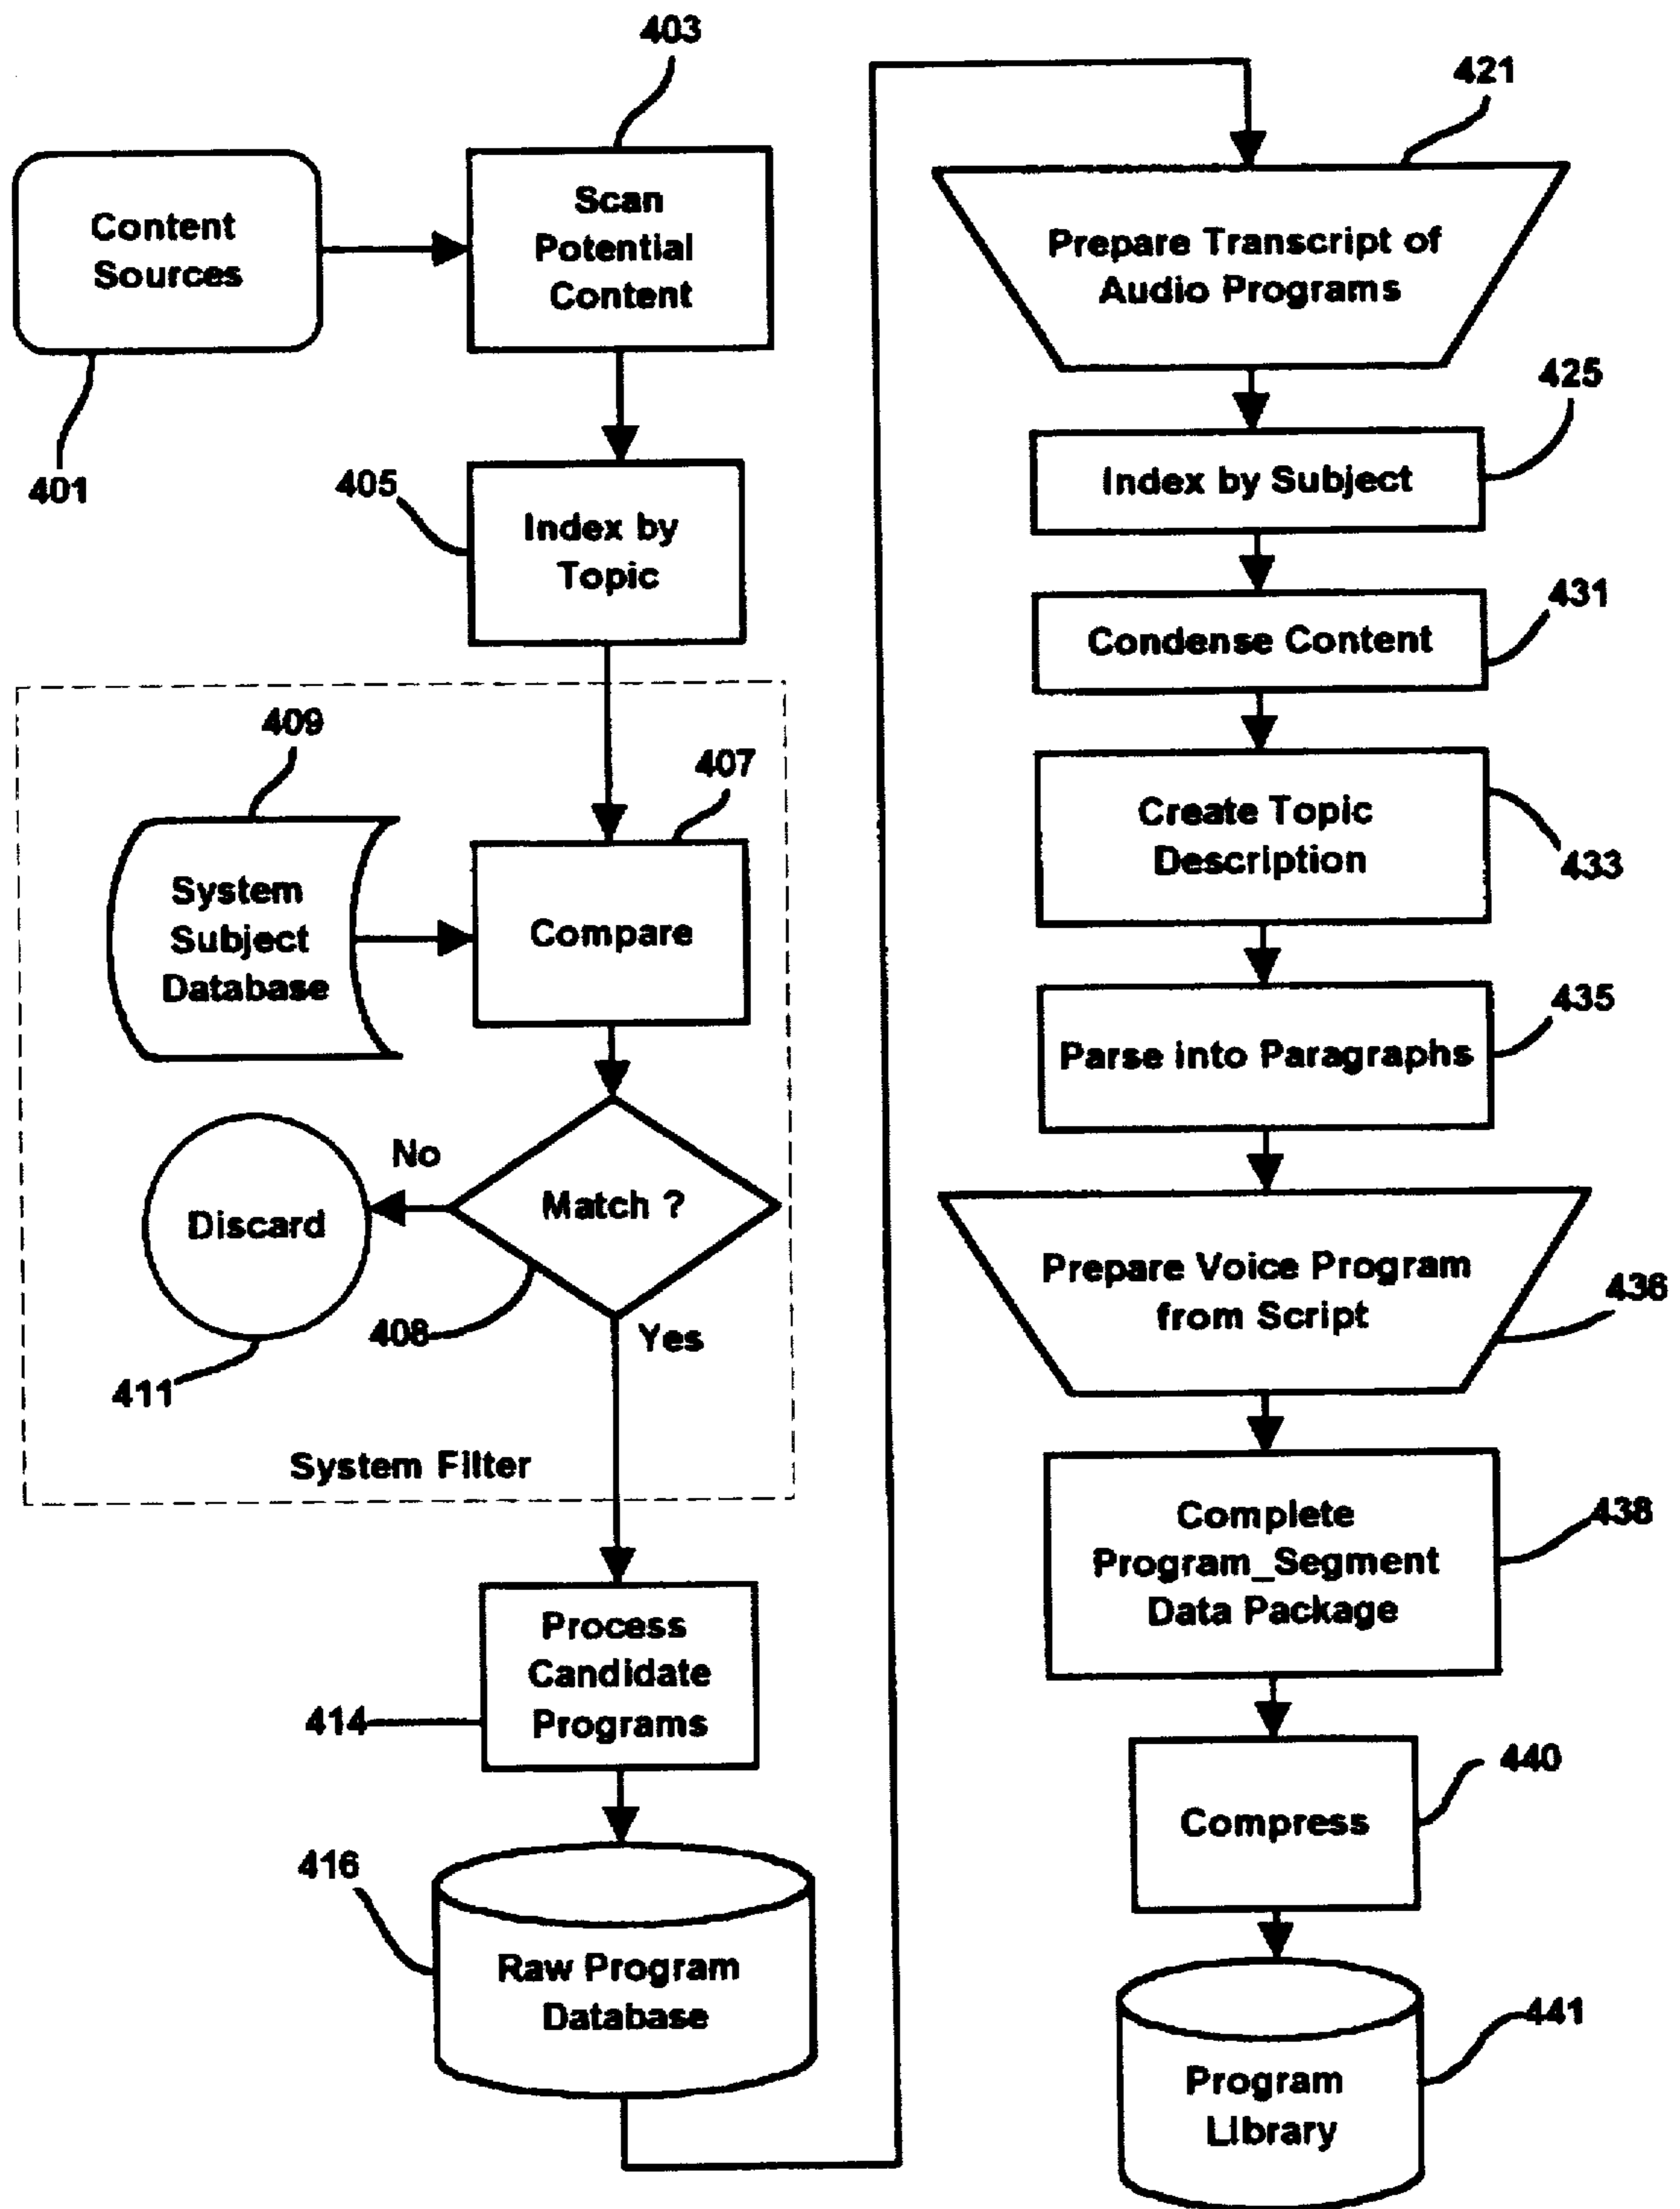 403
Content
Sources
401
Scan
Potential
Content
405
Index by
Topic
409
407
System
Subject
Database
Compare
No
Match ?
Discard
408
Yes
411
System Filter
Process
Candidate
Programs
414
416
Raw Program
Database
421
Prepare Transcript of
Audio Programs
425
Index by Subject
431
Condense Content
Create Topic
Description
433
435
Parse into Paragraphs
Prepare Voice Program
from Script
436
Complete
Program_Segment
Data Package
438
440
Compress
441
Program
Library